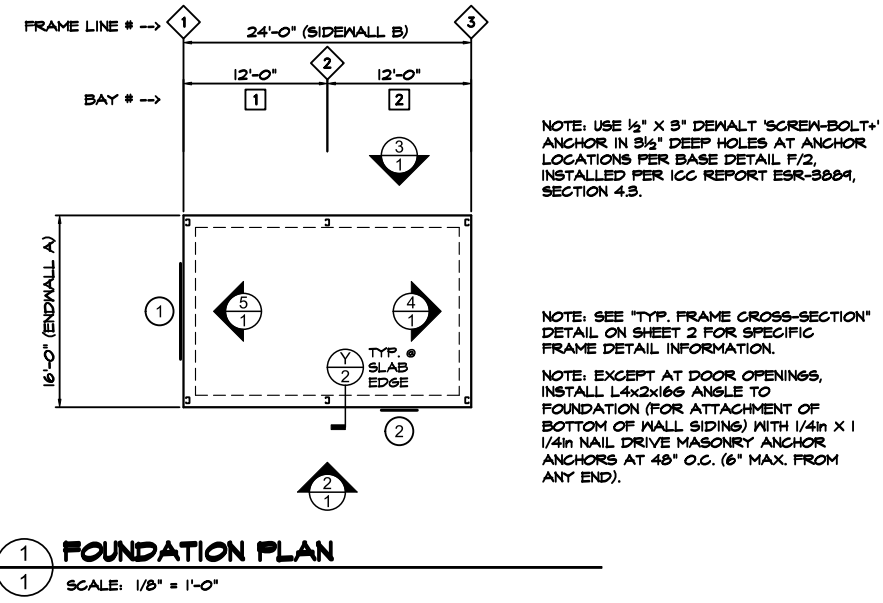 FRAME LINE # -->
1
3
24'-0" (SIDEWALL B)
2
12'-0"
12'-0"
BAY # -->
1
2
3
1
NOTE: USE ½" X 3" DEWALT 'SCREW-BOLT+'
ANCHOR IN 3½" DEEP HOLES AT ANCHOR
LOCATIONS PER BASE DETAIL F/2,
INSTALLED PER ICC REPORT ESR-3889,
SECTION 4.3.
16'-0" (ENDWALL A)
1
5
1
4
1
Y
2
TYP. @
SLAB
EDGE
2
2
1
NOTE: SEE "TYP. FRAME CROSS-SECTION"
DETAIL ON SHEET 2 FOR SPECIFIC
FRAME DETAIL INFORMATION.
NOTE: EXCEPT AT DOOR OPENINGS,
INSTALL L4x2x16G ANGLE TO
FOUNDATION (FOR ATTACHMENT OF
BOTTOM OF WALL SIDING) WITH 1/4in X 1
1/4in NAIL DRIVE MASONRY ANCHOR
ANCHORS AT 48" O.C. (6" MAX. FROM
ANY END).
1
1
FOUNDATION PLAN
SCALE: 1/8" = 1'-0"